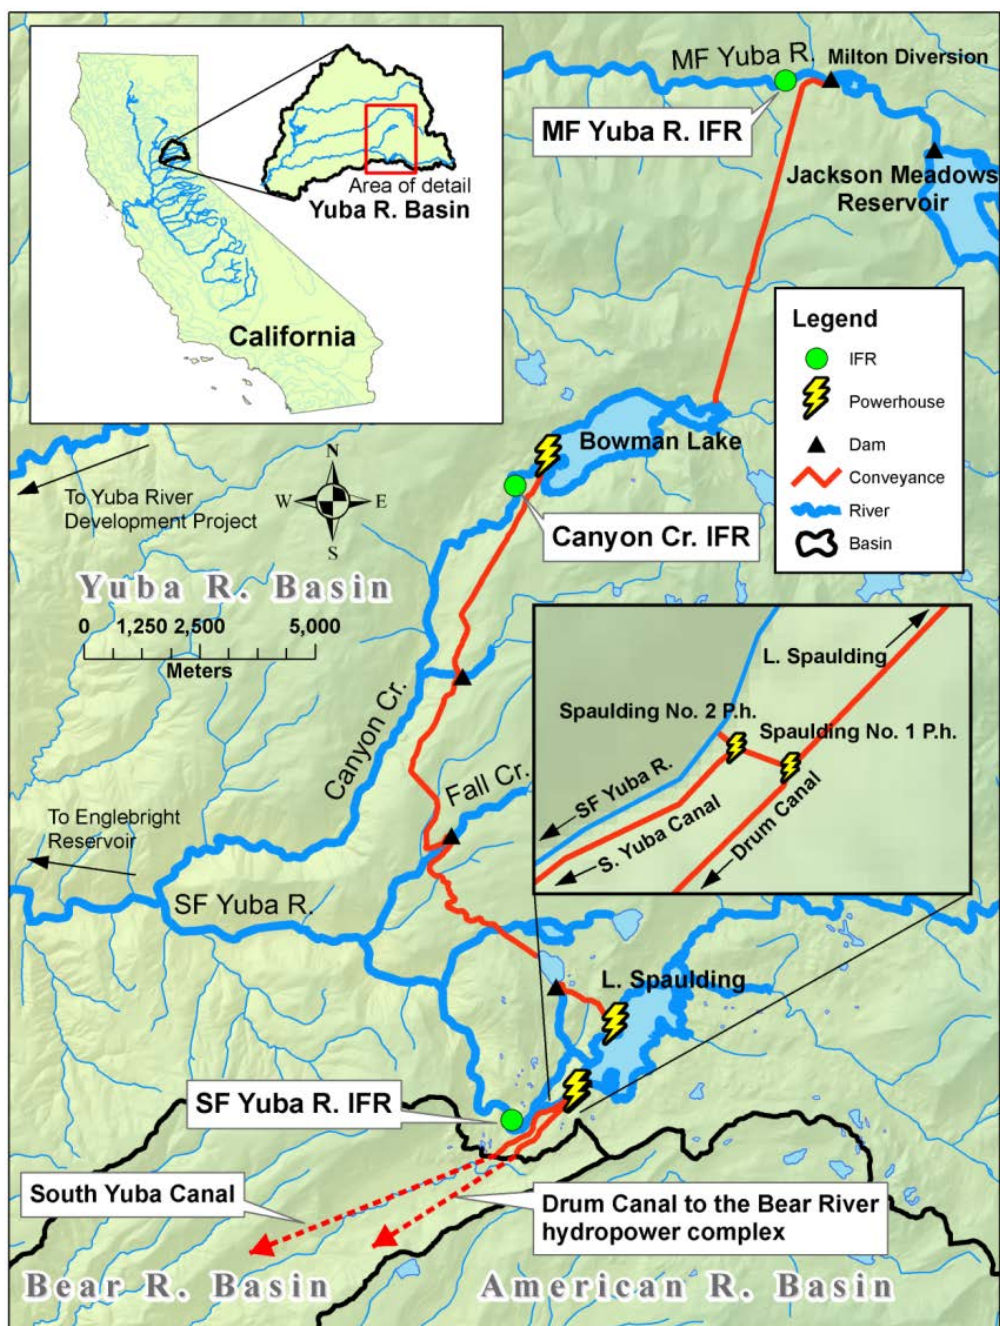 MF Yuba R.
Milton Diversion
MF Yuba R. IFR
Jackson Meadows
Reservoir
Area of detail
Yuba R. Basin
California
Legend
IFR
Powerhouse
Dam
Conveyance
River
Basin
Bowman Lake
N
W
E
S
To Yuba River
Development Project
Canyon Cr. IFR
Yuba R. Basin
0 1,250 2,500 5,000
Meters
L. Spaulding
Spaulding No. 2 P.h.
Spaulding No. 1 P.h.
SF Yuba R.
S. Yuba Canal
Drum Canal
Canyon Cr.
Fall Cr.
To Englebright
Reservoir
SF Yuba R.
L. Spaulding
SF Yuba R. IFR
South Yuba Canal
Drum Canal to the Bear River
hydropower complex
Bear R. Basin
American R. Basin